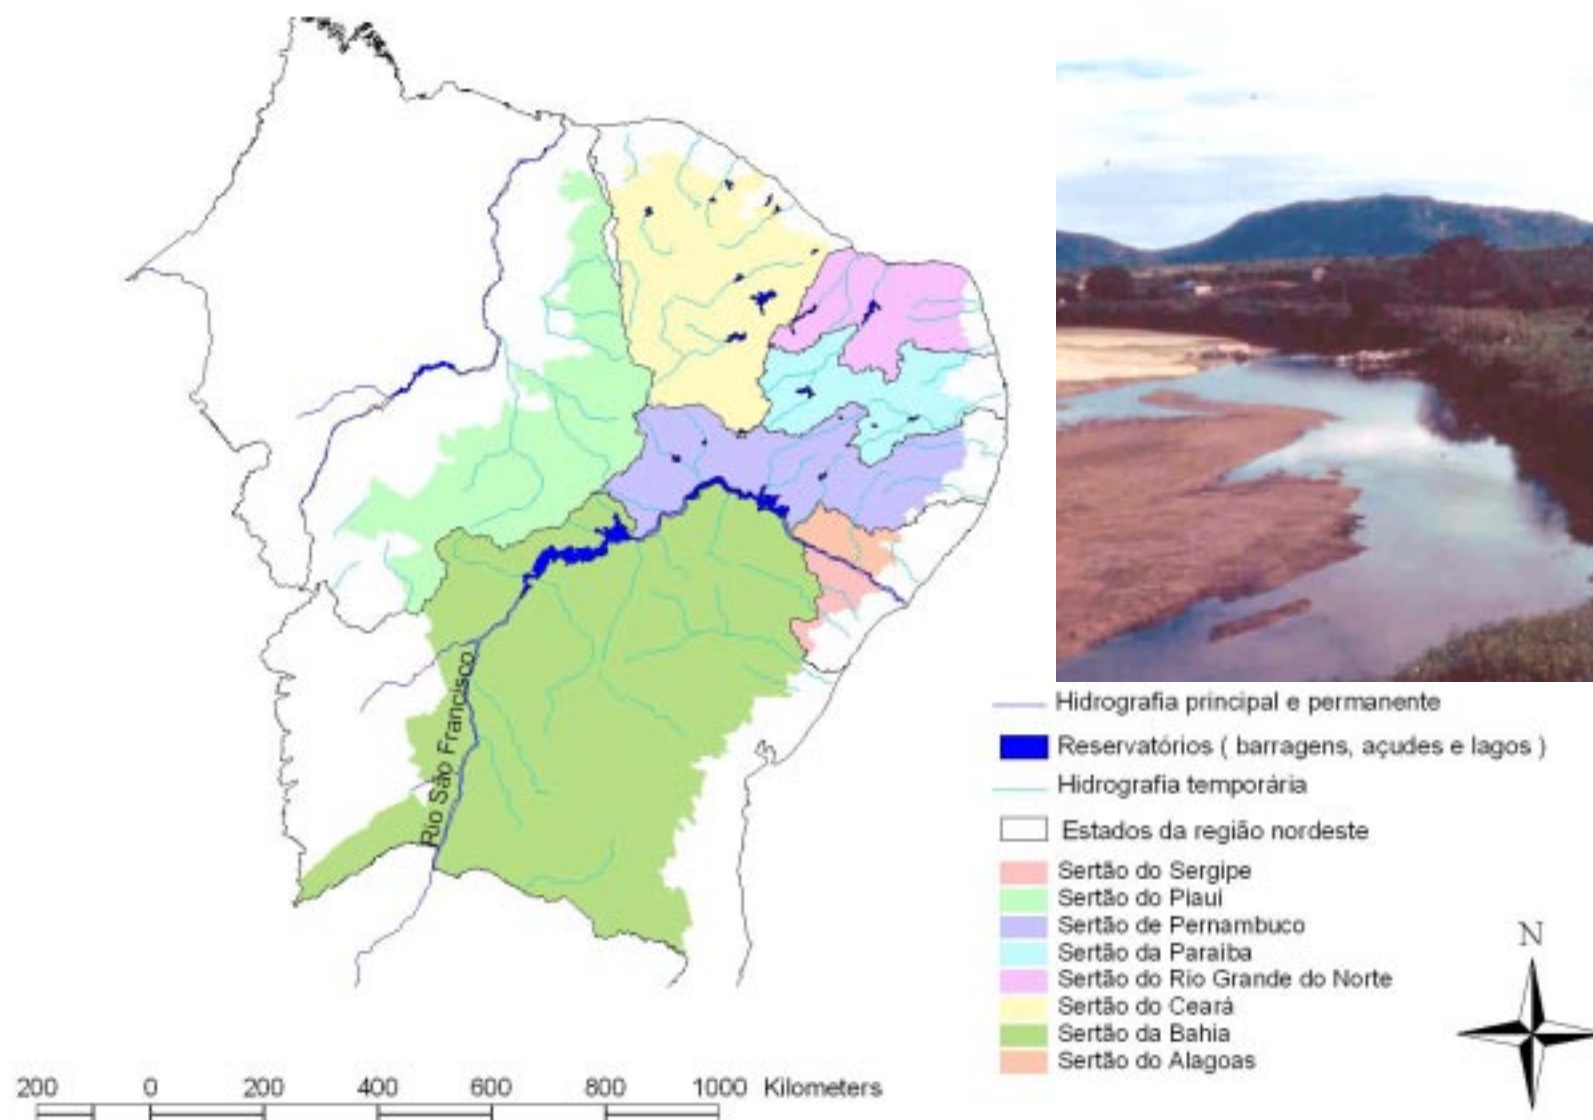 Rio São Francisco
Hidrografia principal e permanente
Reservatórios ( barragens, açudes e lagos )
Hidrografia temporária
Estados da região nordeste
Sertão do Sergipe
Sertão do Piauí
Sertão de Pernambuco
Sertão da Paraíba
Sertão do Rio Grande do Norte
Sertão do Ceará
Sertão da Bahia
Sertão do Alagoas
N
200 0 200 400 600 800 1000 Kilometers